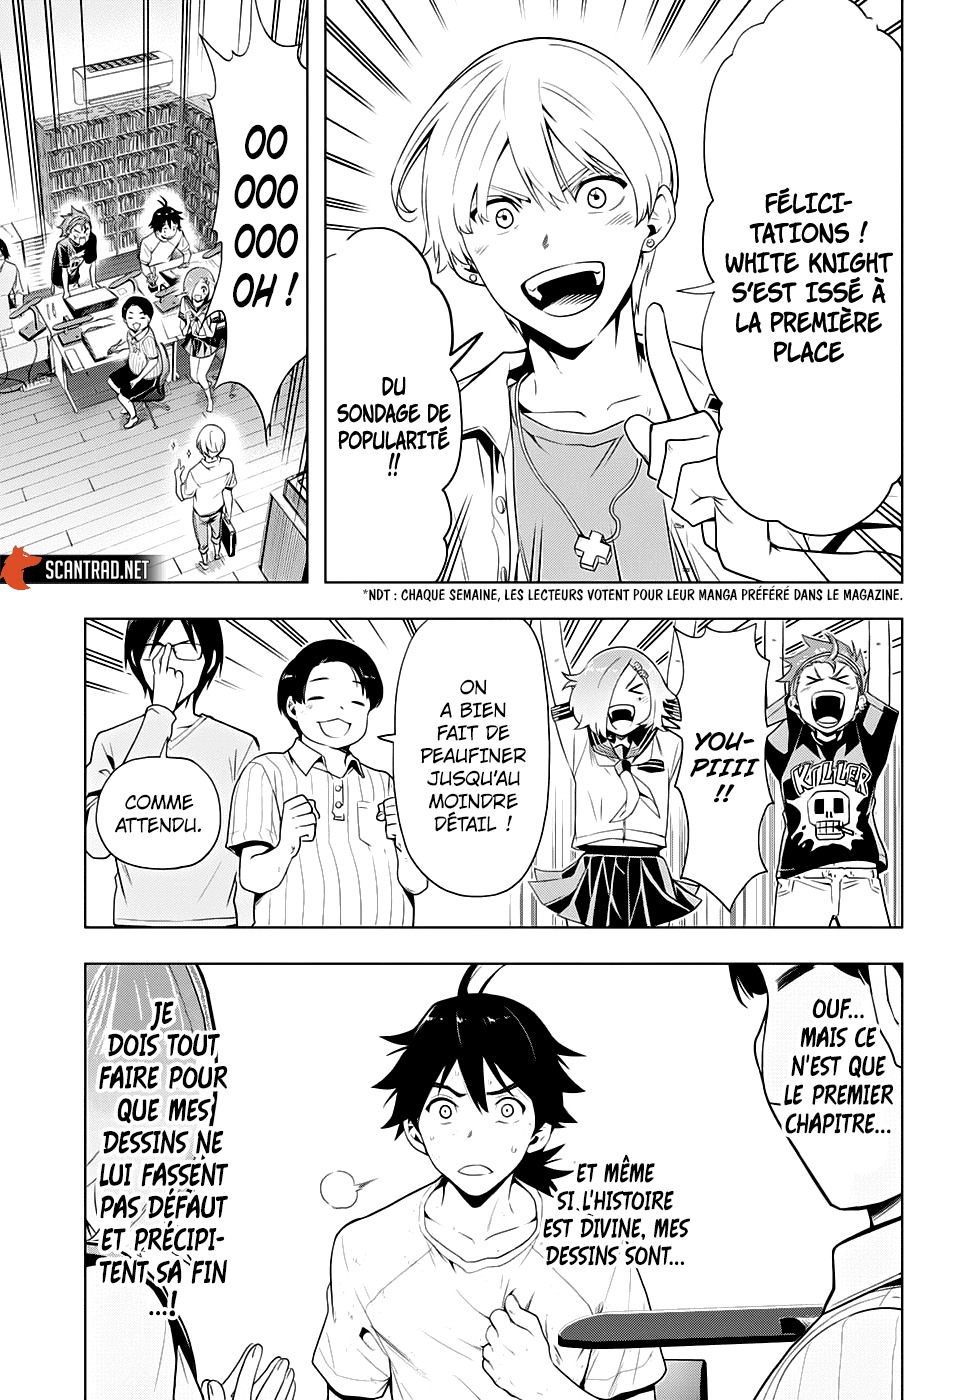 FÉLICI-
TATIONS !
WHITE KNIGHT
S'EST ISSÉ À
LA PREMIÈRE
PLACE
DU
SONDAGE DE
POPULARITÉ
!!
OO
OOO
OOO
OOO
OH !
SCANTRAD.NET
*NDT : CHAQUE SEMAINE, LES LECTEURS VOTENT POUR LEUR MANGA PRÉFÉRÉ DANS LE MAGAZINE.
KILLER
YOU-
PIIII
!!
ON
A BIEN
FAIT DE
PEAUFINER
JUSQU'AU
MOINDRE
DÉTAIL !
COMME
ATTENDU.
OUF...
MAIS CE
N'EST QUE
LE PREMIER
CHAPITRE...
ET MÊME
SI L'HISTOIRE
EST DIVINE, MES
DESSINS SONT...
JE
DOIS TOUT
FAIRE POUR
QUE MES
DESSINS NE
LUI FASSENT
PAS DÉFAUT
ET PRÉCIPI-
TENT SA FIN
...!